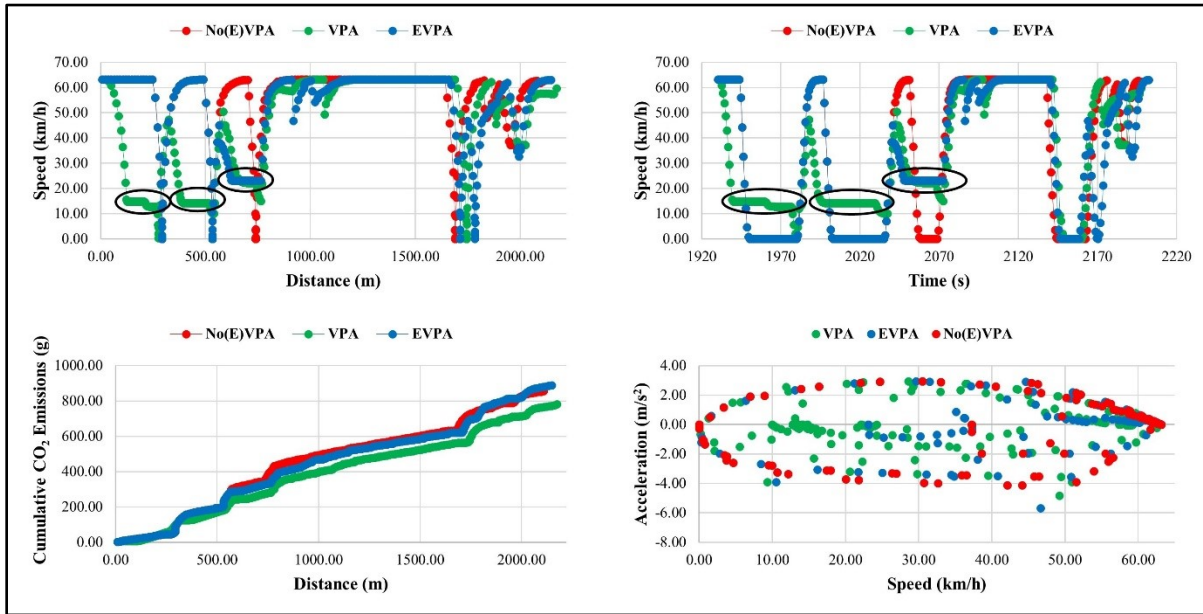 No(E)VPA VPA EVPA
70.00
60.00
50.00
40.00
30.00
20.00
10.00
0.00
Speed (km/h)
0.00 500.00 1000.00 1500.00 2000.00
Distance (m)
No(E)VPA VPA EVPA
70.00
60.00
50.00
40.00
30.00
20.00
10.00
0.00
Speed (km/h)
1920 1970 2020 2070 2120 2170 2220
Time (s)
No(E)VPA VPA EVPA
1000.00
800.00
600.00
400.00
200.00
0.00
Cumulative CO₂ Emissions (g)
0.00 500.00 1000.00 1500.00 2000.00
Distance (m)
VPA EVPA No(E)VPA
4.00
2.00
0.00
-2.00
-4.00
-6.00
-8.00
Acceleration (m/s²)
0.00 10.00 20.00 30.00 40.00 50.00 60.00
Speed (km/h)